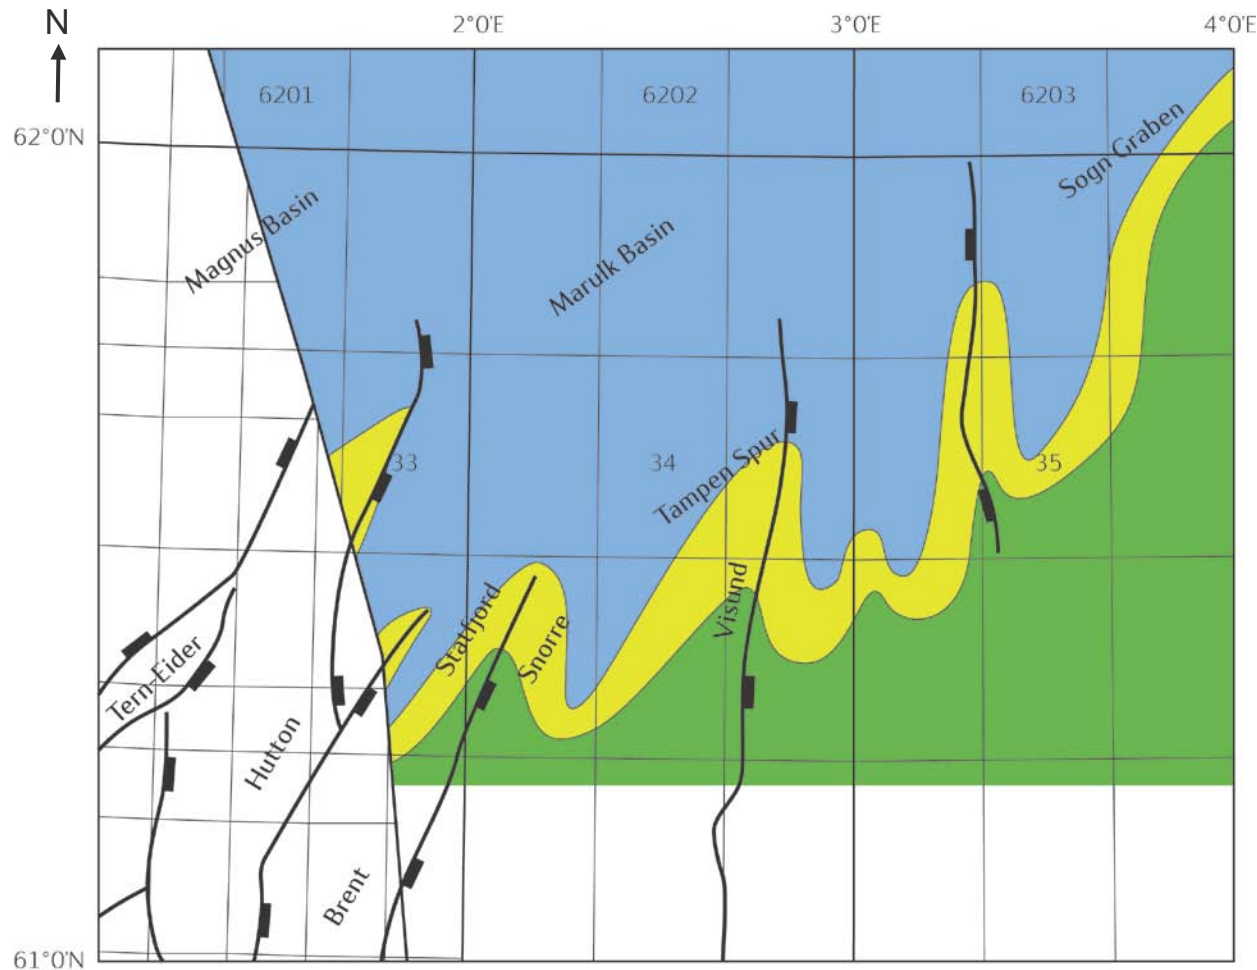 N
2°0'E
3°0'E
4°0'E
6201
6202
6203
62°0'N
Sogn Graben
Magnus Basin
Marulk Basin
33
34
35
Tampen Spur
Visund
Statfjord
Snorre
Tern-Eider
Hutton
Brent
61°0'N